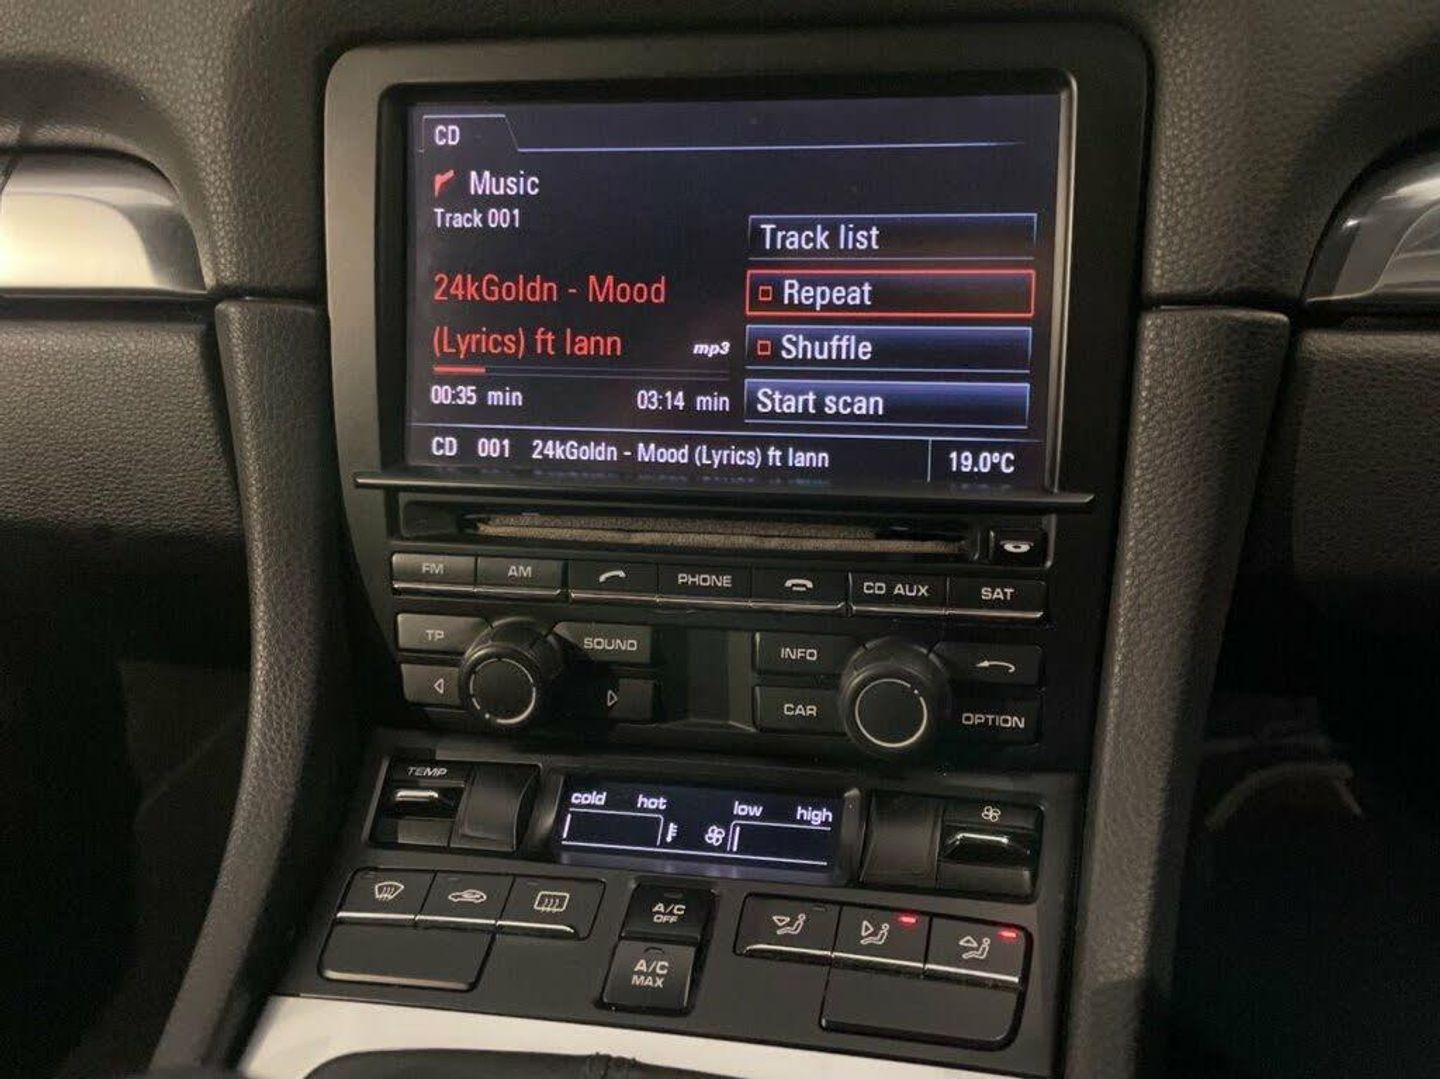 CD
Music
Track 001
24kGoldn - Mood
(Lyrics) ft Iann
mp3
00:35 min
03:14 min
Track list
Repeat
Shuffle
Start scan
CD 001 24kGoldn - Mood (Lyrics) ft Iann
19.0°C
FM AM PHONE CD AUX SAT
TP SOUND INFO
CAR OPTION
TEMP
cold hot low high
A/C
OFF
A/C
MAX